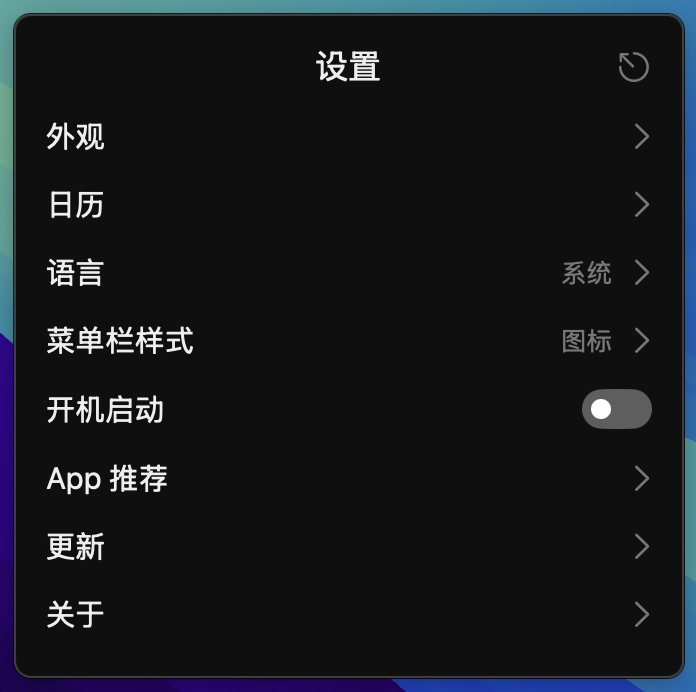 设置
外观
日历
语言 系统
菜单栏样式 图标
开机启动
App 推荐
更新
关于